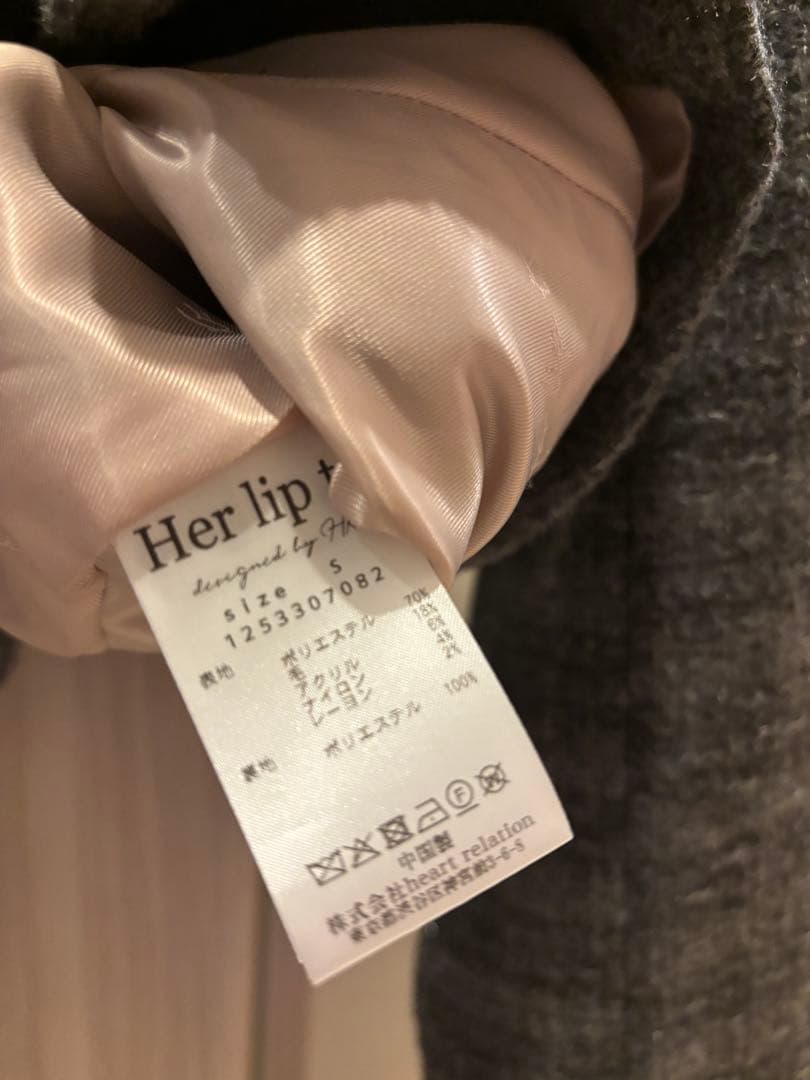 Her lip t
designed by H
size S
1253307082
表地 ポリエステル 70%
毛 18%
アクリル 6%
ナイロン 4%
レーヨン 2%
裏地 ポリエステル 100%
F
中国製
株式会社heart relation
東京都渋谷区神宮前3-6-8